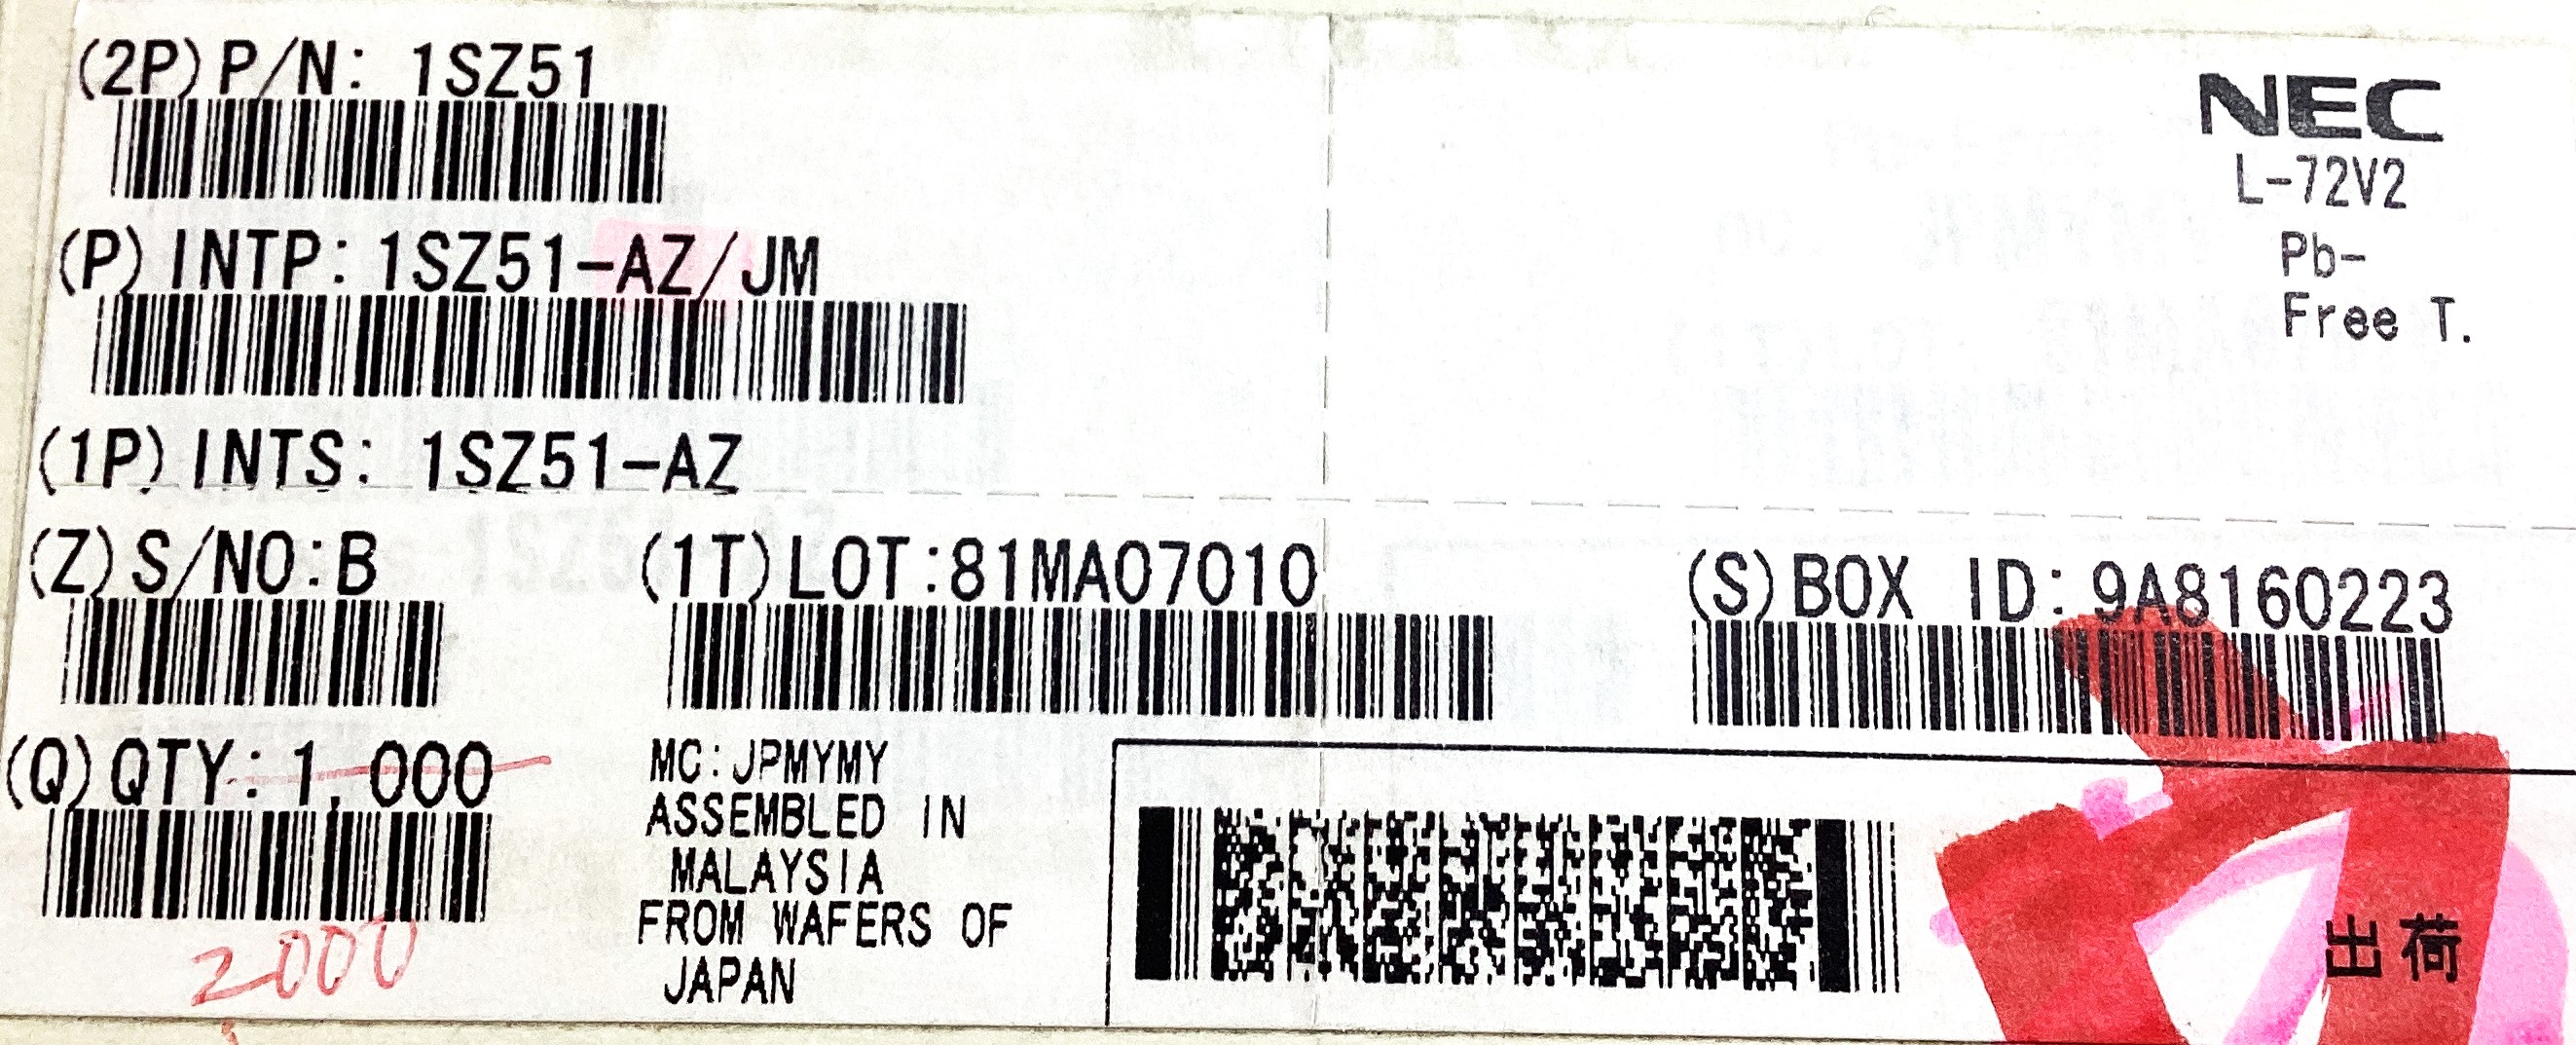 (2P) P/N: 1SZ51
NEC
L-72V2
Pb-
Free T.
(P) INTP: 1SZ51-AZ/JM
(1P) INTS: 1SZ51-AZ
(Z) S/NO:B
(1T) LOT:81MA07010
(S) BOX ID: 9A8160223
(Q) QTY: 1,000
2000
MC:JPMYMY
ASSEMBLED IN
MALAYSIA
FROM WAFERS OF
JAPAN
出荷